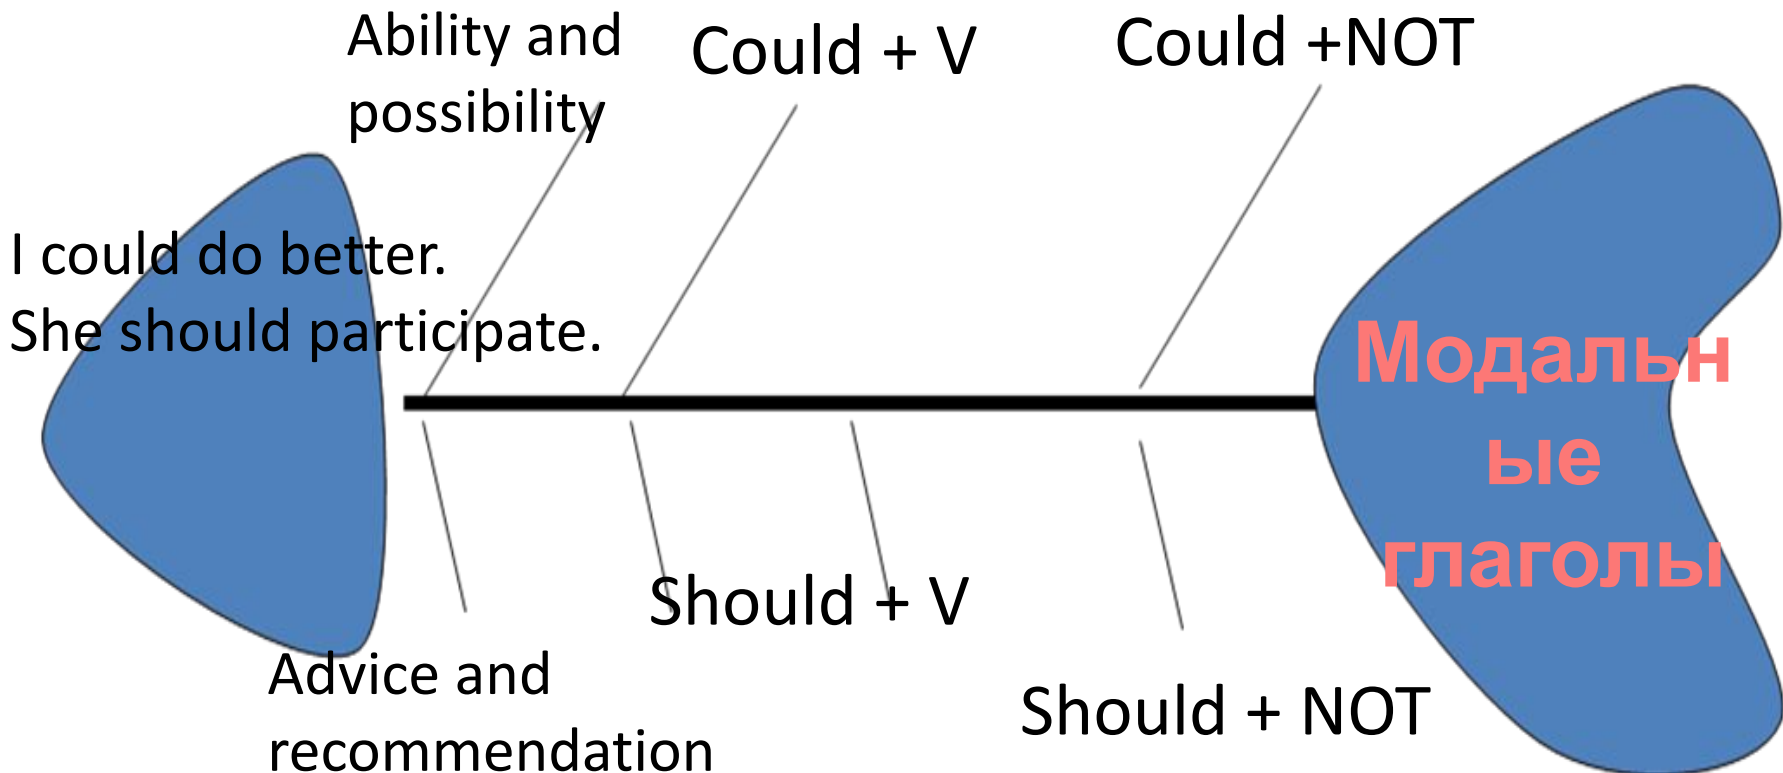 Ability and
possibility
Could + V
Could +NOT
I could do better.
She should participate.
Модальн
ые
глаголы
Should + V
Advice and
recommendation
Should + NOT